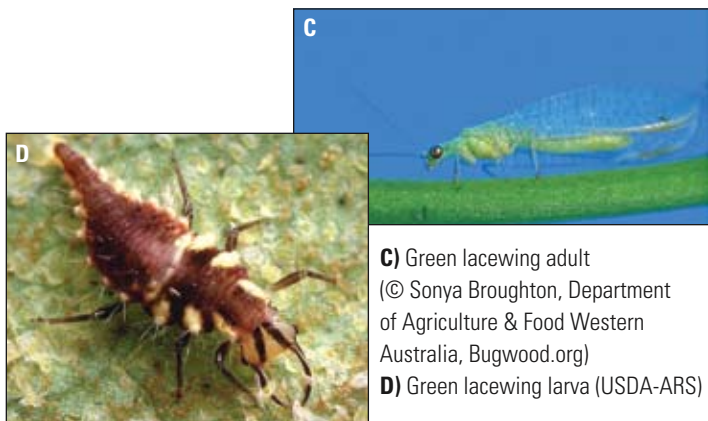 C
D
C) Green lacewing adult
(© Sonya Broughton, Department
of Agriculture & Food Western
Australia, Bugwood.org)
D) Green lacewing larva (USDA-ARS)